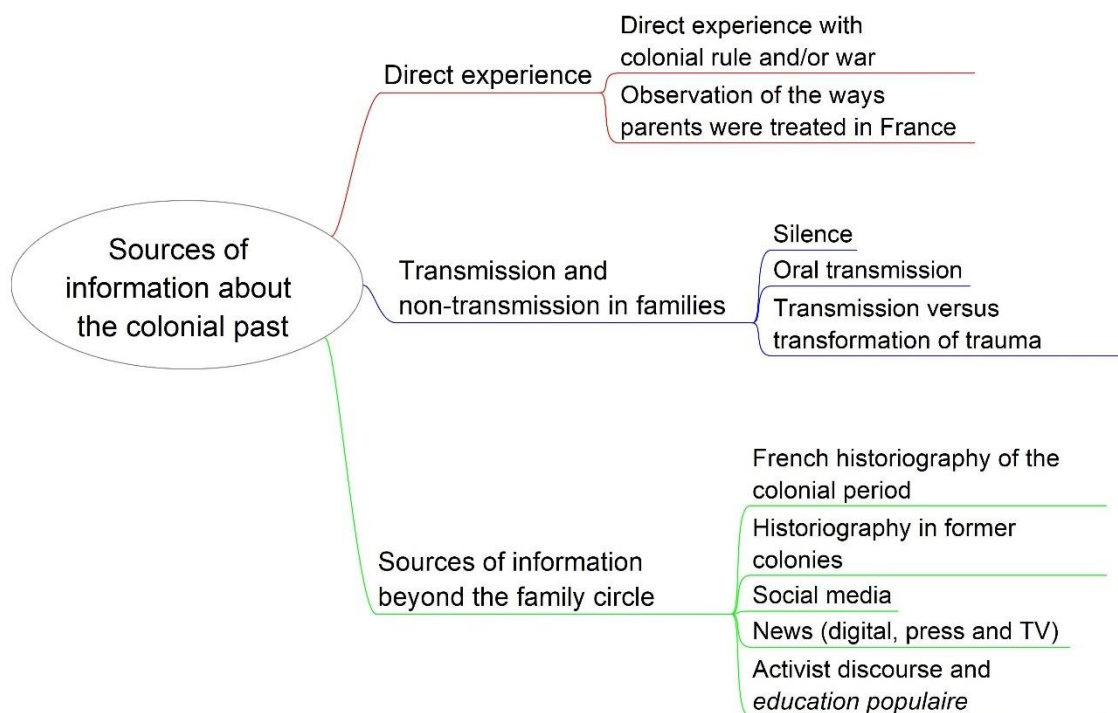 Sources of
information about
the colonial past
Direct experience
Direct experience with
colonial rule and/or war
Observation of the ways
parents were treated in France
Transmission and
non-transmission in families
Silence
Oral transmission
Transmission versus
transformation of trauma
Sources of information
beyond the family circle
French historiography of the
colonial period
Historiography in former
colonies
Social media
News (digital, press and TV)
Activist discourse and
education populaire